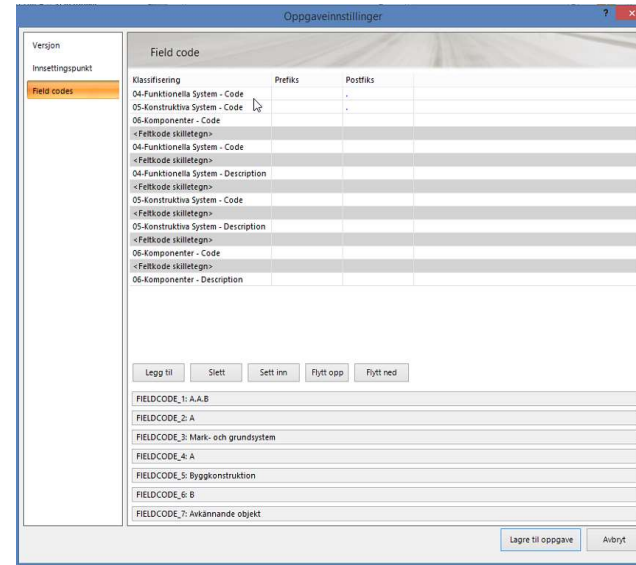 Oppgaveinnstillinger
?
Versjon
Innsettingspunkt
Field codes
Field code
Klassifisering Prefiks Postfiks
04-Funktionella System - Code .
05-Konstruktiva System - Code .
06-Komponenter - Code
<Feltkode skilletegn>
04-Funktionella System - Code
<Feltkode skilletegn>
04-Funktionella System - Description
<Feltkode skilletegn>
05-Konstruktiva System - Code
<Feltkode skilletegn>
05-Konstruktiva System - Description
<Feltkode skilletegn>
06-Komponenter - Code
<Feltkode skilletegn>
06-Komponenter - Description
Legg til Slett Sett inn Flytt opp Flytt ned
FIELDCODE_1: A.A.B
FIELDCODE_2: A
FIELDCODE_3: Mark- och grundsystem
FIELDCODE_4: A
FIELDCODE_5: Byggkonstruktion
FIELDCODE_6: B
FIELDCODE_7: Avkännande objekt
Lagre til oppgave Avbryt